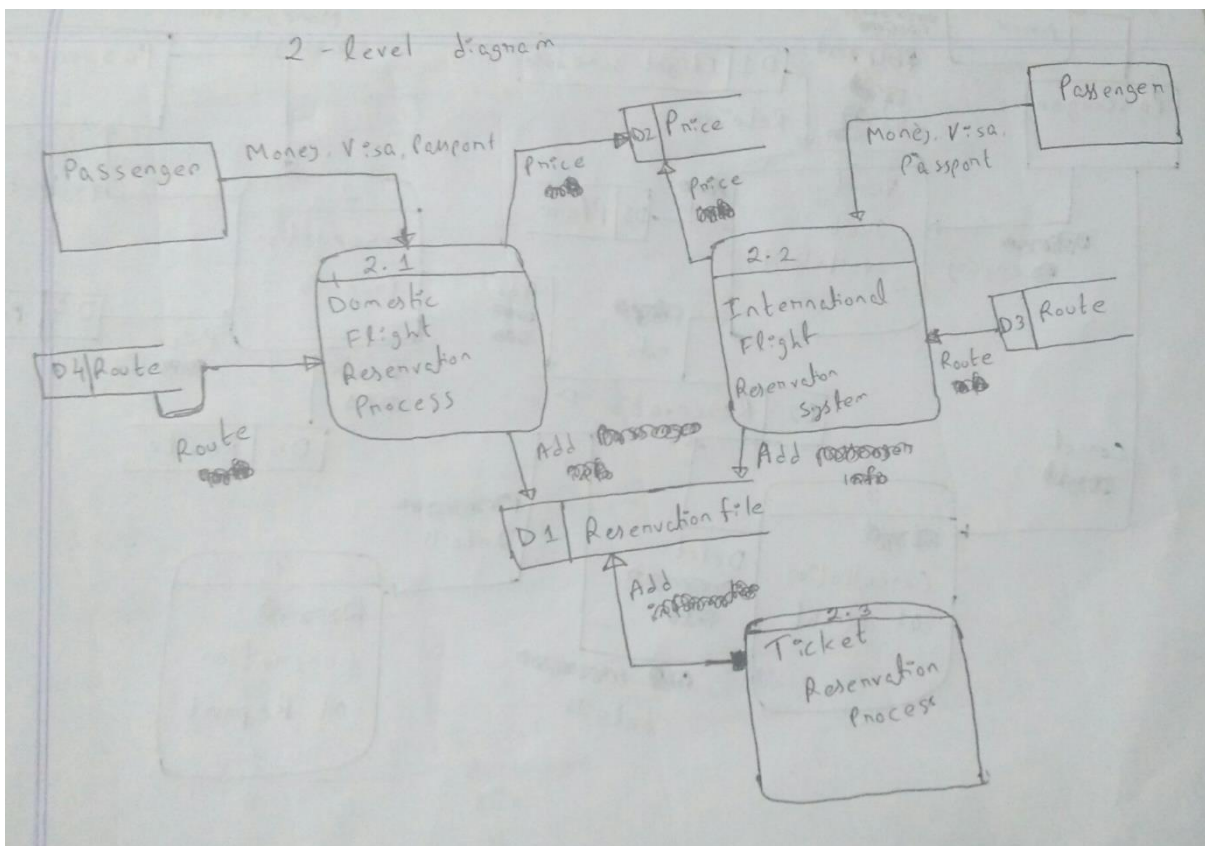 2-level diagram
Passenger
Money, Visa, Passport
D2 Price
Price
Price
Money, Visa,
Passport
Passenger
2.1
Domestic
Flight
Reservation
Process
2.2
International
Flight
Reservation
system
D4 Route
Route
D3 Route
Route
Add
Add
D1 Reservation file
Add
2.3
Ticket
Reservation
Process